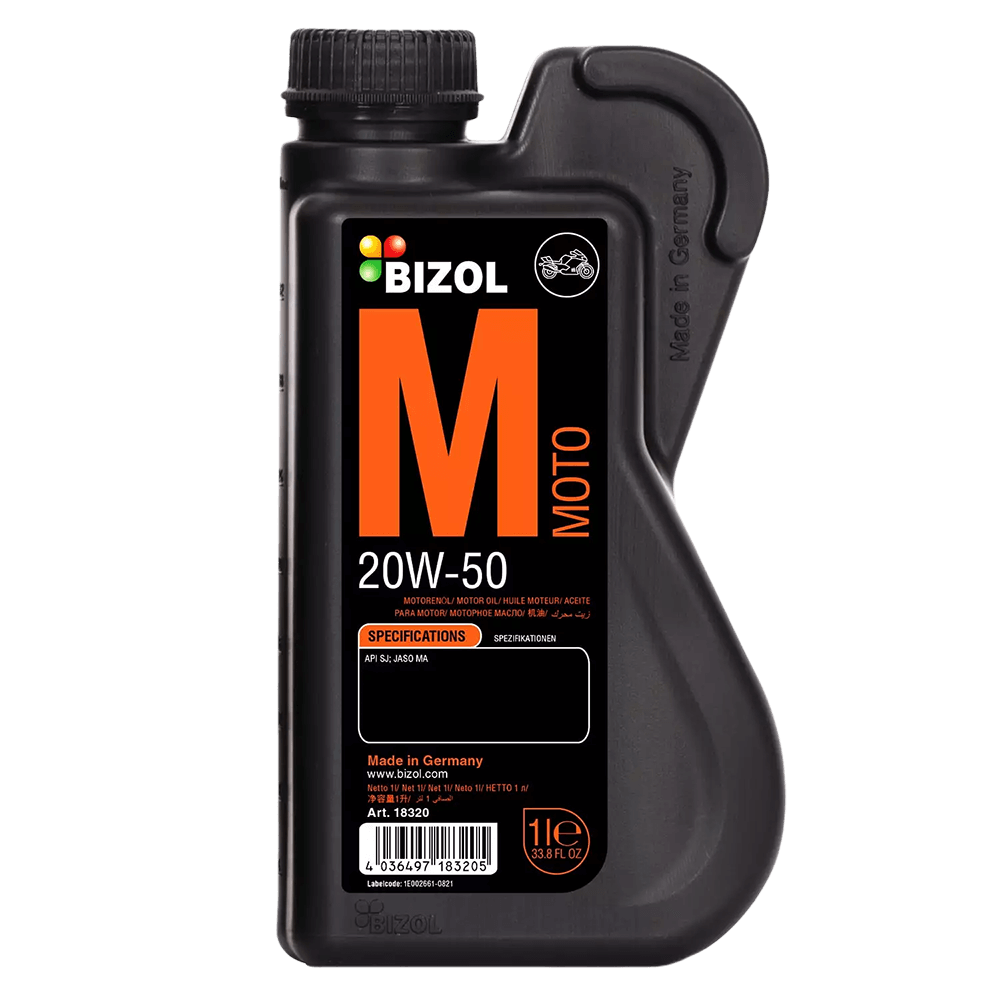 BIZOL
M
MOTO
20W-50
MOTORENÖL/ MOTOR OIL/ HUILE MOTEUR/ ACEITE
PARA MOTOR/ МОТОРНОЕ МАСЛО/ 机油/ زيت محرك
SPECIFICATIONS SPEZIFIKATIONEN
API SJ; JASO MA
Made in Germany
www.bizol.com
Netto 1l/ Net 1l/ Net 1l/ Neto 1l/ НЕТТО 1 л/
净容量1升/ الصافي 1 لتر
Art. 18320
1l e
33.8 FL OZ
4 036497 183205
Labelcode: 1E002661-0821
BIZOL
Made in Germany